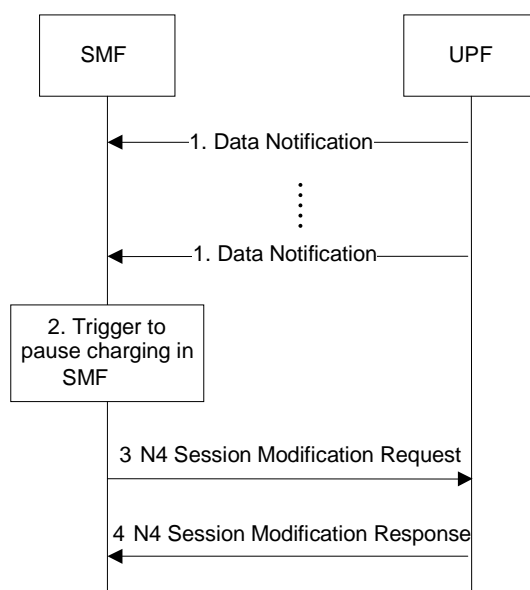 SMF
UPF
1. Data Notification
1. Data Notification
2. Trigger to
pause charging in
SMF
3 N4 Session Modification Request
4 N4 Session Modification Response